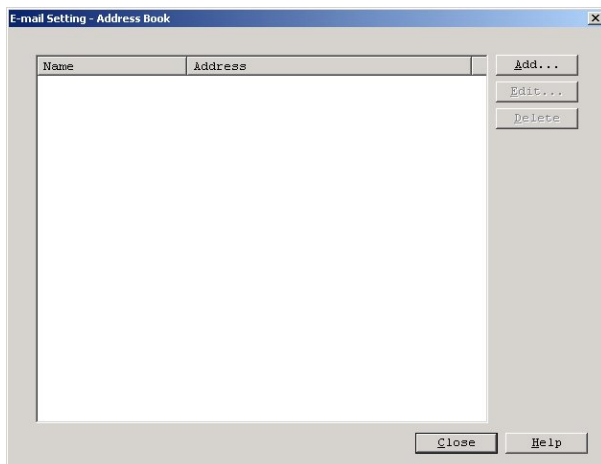 E-mail Setting - Address Book
Name Address
Add...
Edit...
Delete
Close Help